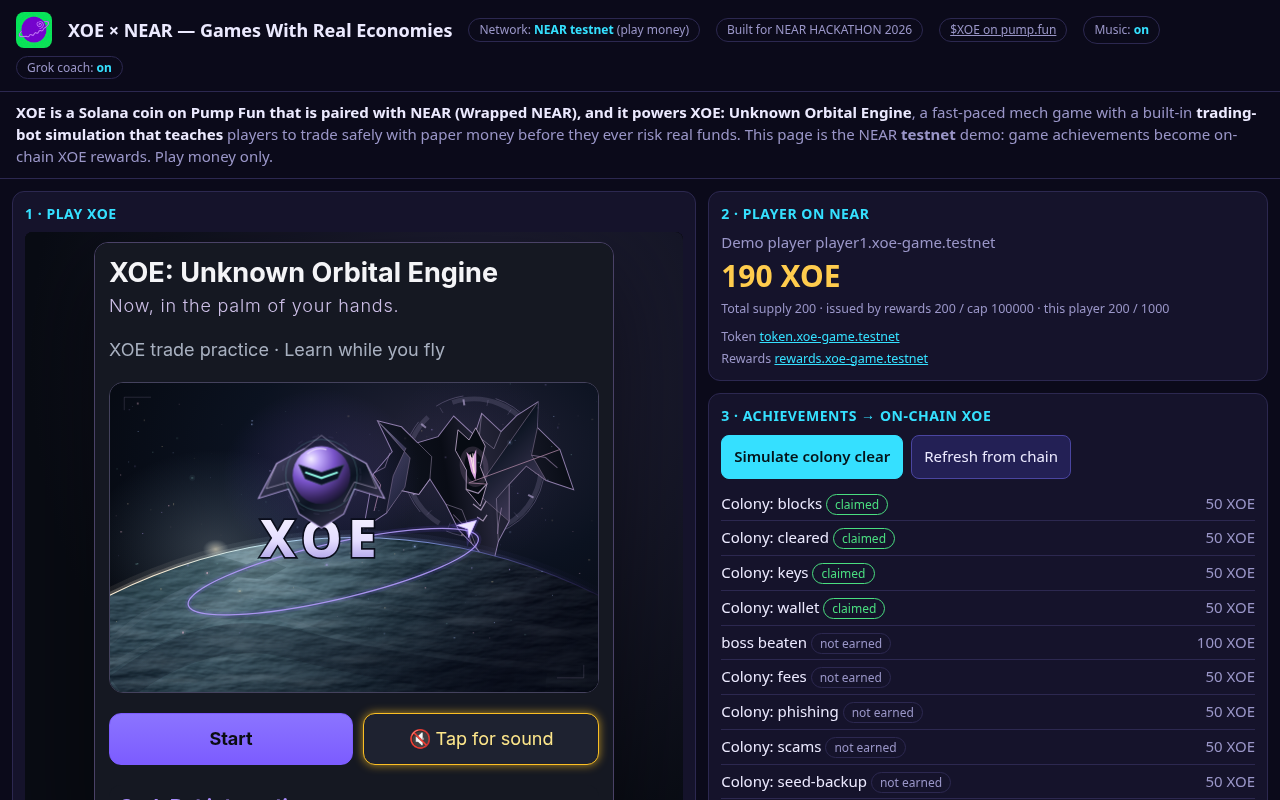 XOE × NEAR — Games With Real Economies
Network: NEAR testnet (play money)
Built for NEAR HACKATHON 2026
$XOE on pump.fun
Music: on
Grok coach: on
XOE is a Solana coin on Pump Fun that is paired with NEAR (Wrapped NEAR), and it powers XOE: Unknown Orbital Engine, a fast-paced mech game with a built-in trading-
bot simulation that teaches players to trade safely with paper money before they ever risk real funds. This page is the NEAR testnet demo: game achievements become on-
chain XOE rewards. Play money only.
1 · PLAY XOE
XOE: Unknown Orbital Engine
Now, in the palm of your hands.
XOE trade practice · Learn while you fly
XOE
Start
🔇 Tap for sound
2 · PLAYER ON NEAR
Demo player player1.xoe-game.testnet
190 XOE
Total supply 200 · issued by rewards 200 / cap 100000 · this player 200 / 1000
Token token.xoe-game.testnet
Rewards rewards.xoe-game.testnet
3 · ACHIEVEMENTS → ON-CHAIN XOE
Simulate colony clear
Refresh from chain
Colony: blocks claimed 50 XOE
Colony: cleared claimed 50 XOE
Colony: keys claimed 50 XOE
Colony: wallet claimed 50 XOE
boss beaten not earned 100 XOE
Colony: fees not earned 50 XOE
Colony: phishing not earned 50 XOE
Colony: scams not earned 50 XOE
Colony: seed-backup not earned 50 XOE